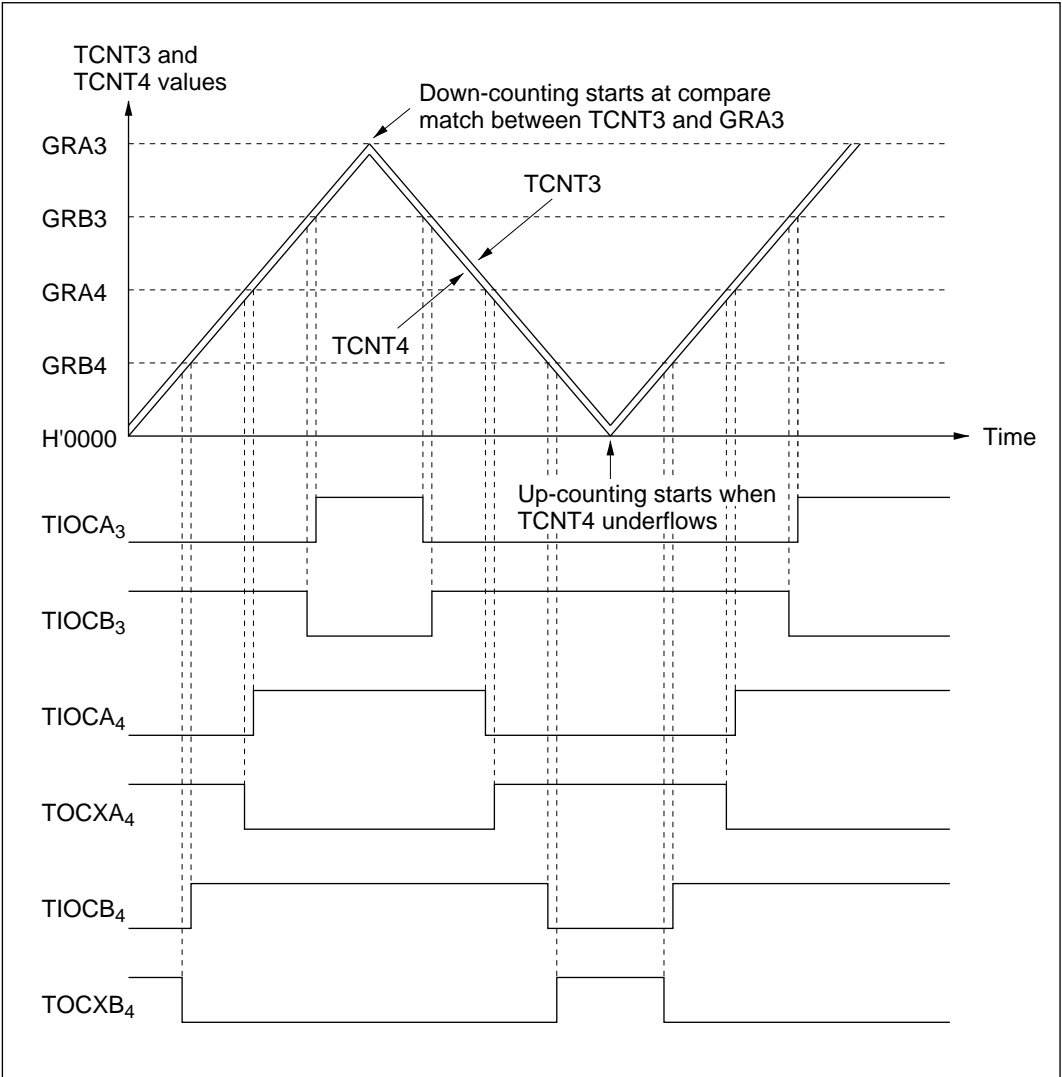 TCNT3 and
TCNT4 values
Down-counting starts at compare
match between TCNT3 and GRA3
GRA3
TCNT3
GRB3
GRA4
TCNT4
GRB4
H'0000
Time
Up-counting starts when
TCNT4 underflows
TIOCA3
TIOCB3
TIOCA4
TOCXA4
TIOCB4
TOCXB4